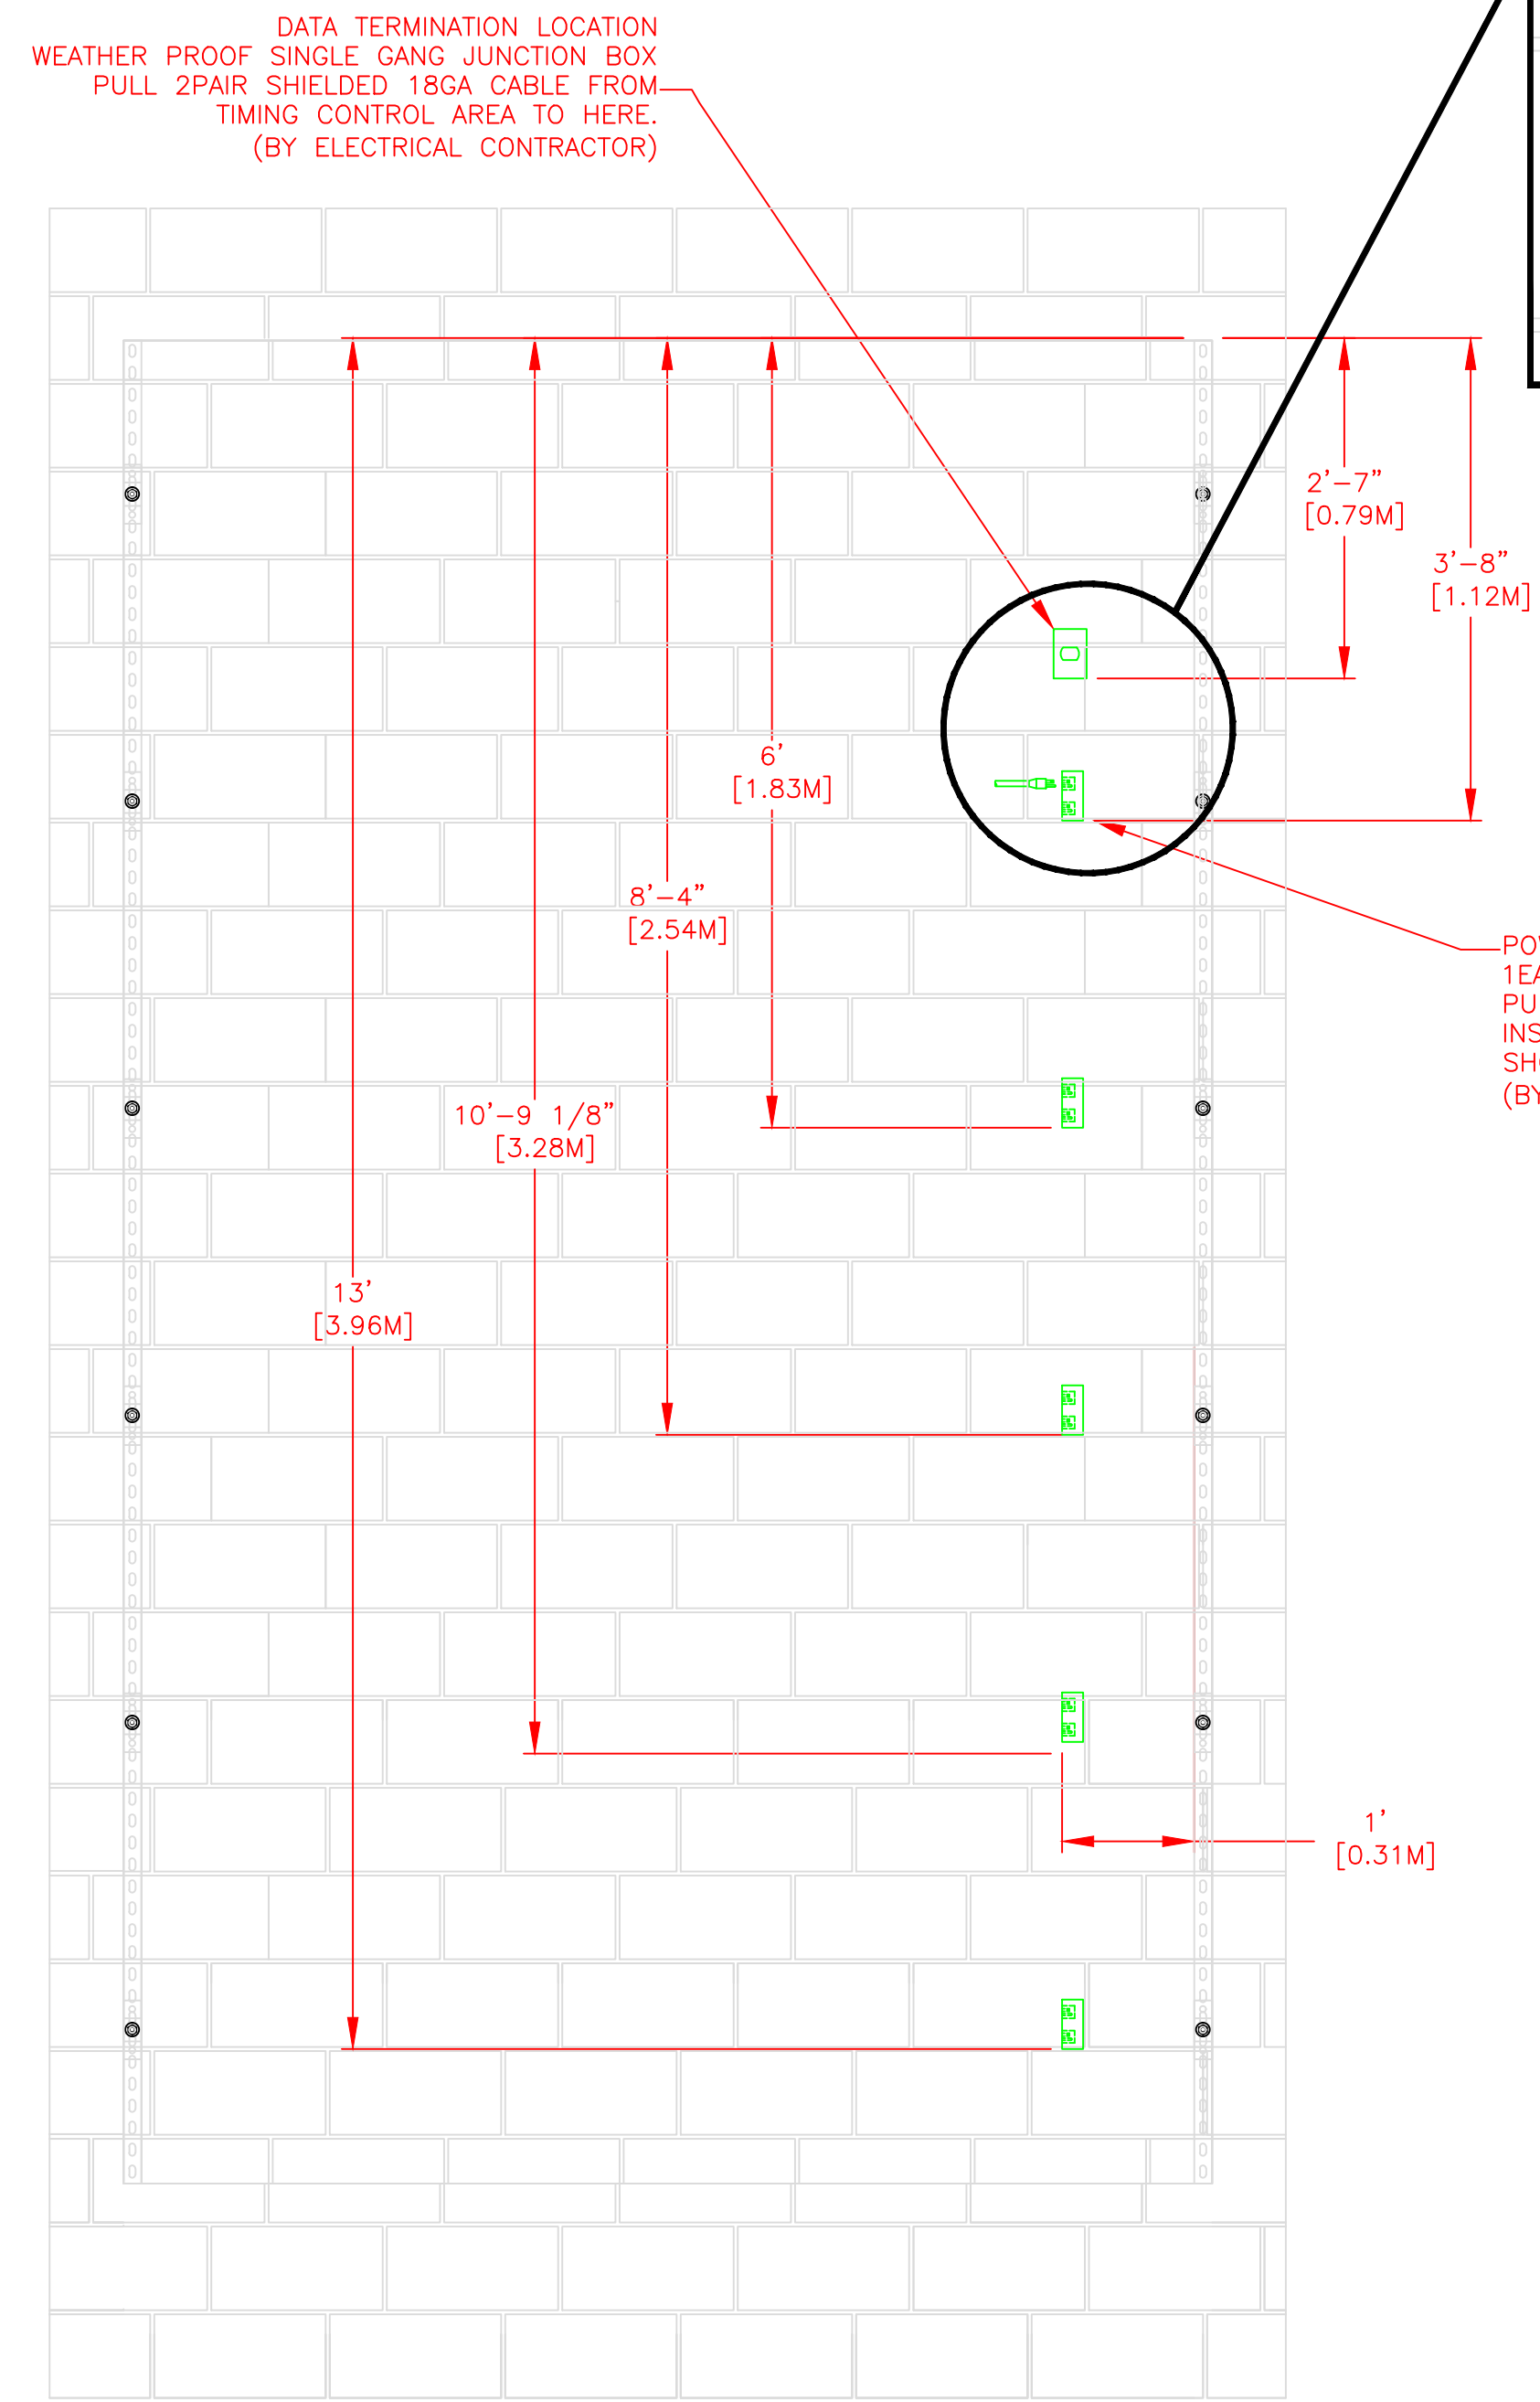 DATA TERMINATION LOCATION
WEATHER PROOF SINGLE GANG JUNCTION BOX
PULL 2PAIR SHIELDED 18GA CABLE FROM
TIMING CONTROL AREA TO HERE.
(BY ELECTRICAL CONTRACTOR)
2'-7"
[0.79M]
3'-8"
[1.12M]
6'
[1.83M]
8'-4"
[2.54M]
10'-9 1/8"
[3.28M]
13'
[3.96M]
1'
[0.31M]
(BY